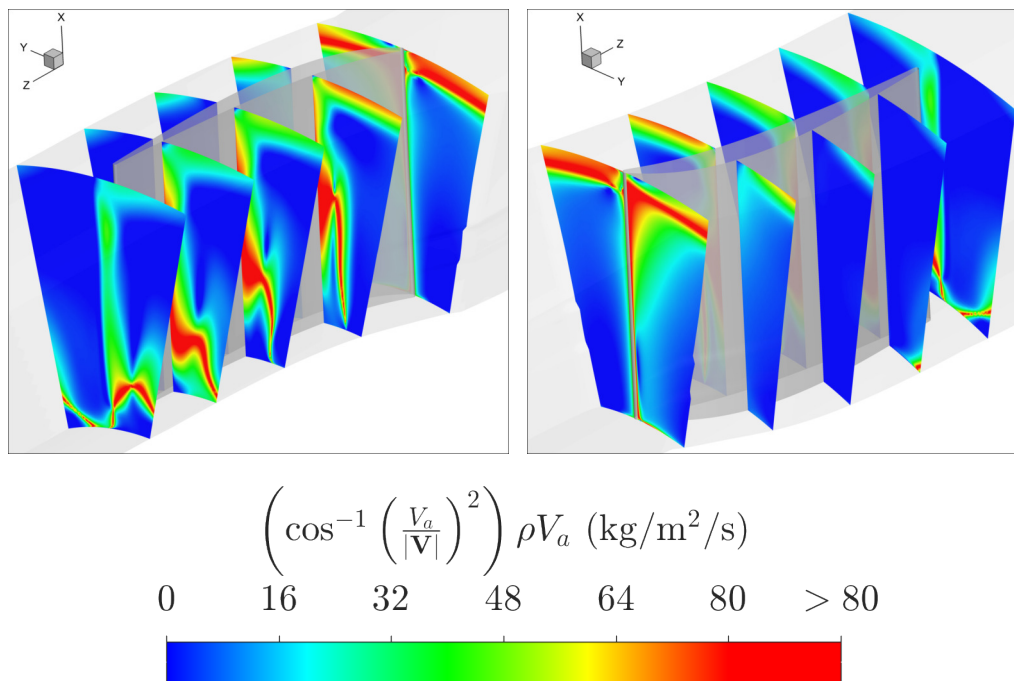 X
Y
Z
X
Z
Y
(cos⁻¹ (Vₐ/|V|)²) ρVₐ (kg/m²/s)
0 16 32 48 64 80 > 80